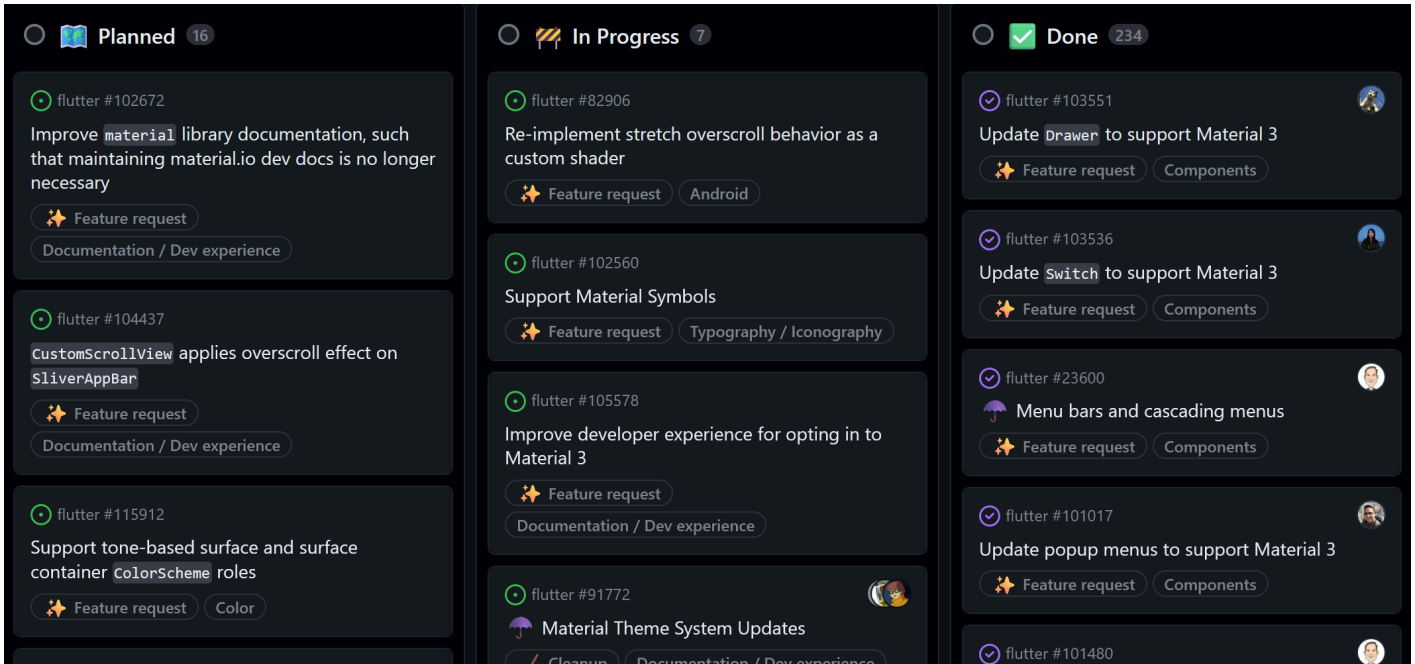 Planned 16
flutter #102672
Improve material library documentation, such
that maintaining material.io dev docs is no longer
necessary
Feature request
Documentation / Dev experience
flutter #104437
CustomScrollView applies overscroll effect on
SliverAppBar
Feature request
Documentation / Dev experience
flutter #115912
Support tone-based surface and surface
container ColorScheme roles
Feature request Color
In Progress 7
flutter #82906
Re-implement stretch overscroll behavior as a
custom shader
Feature request Android
flutter #102560
Support Material Symbols
Feature request Typography / Iconography
flutter #105578
Improve developer experience for opting in to
Material 3
Feature request
Documentation / Dev experience
flutter #91772
Material Theme System Updates
Cleanup Documentation / Dev experience
Done 234
flutter #103551
Update Drawer to support Material 3
Feature request Components
flutter #103536
Update Switch to support Material 3
Feature request Components
flutter #23600
Menu bars and cascading menus
Feature request Components
flutter #101017
Update popup menus to support Material 3
Feature request Components
flutter #101480